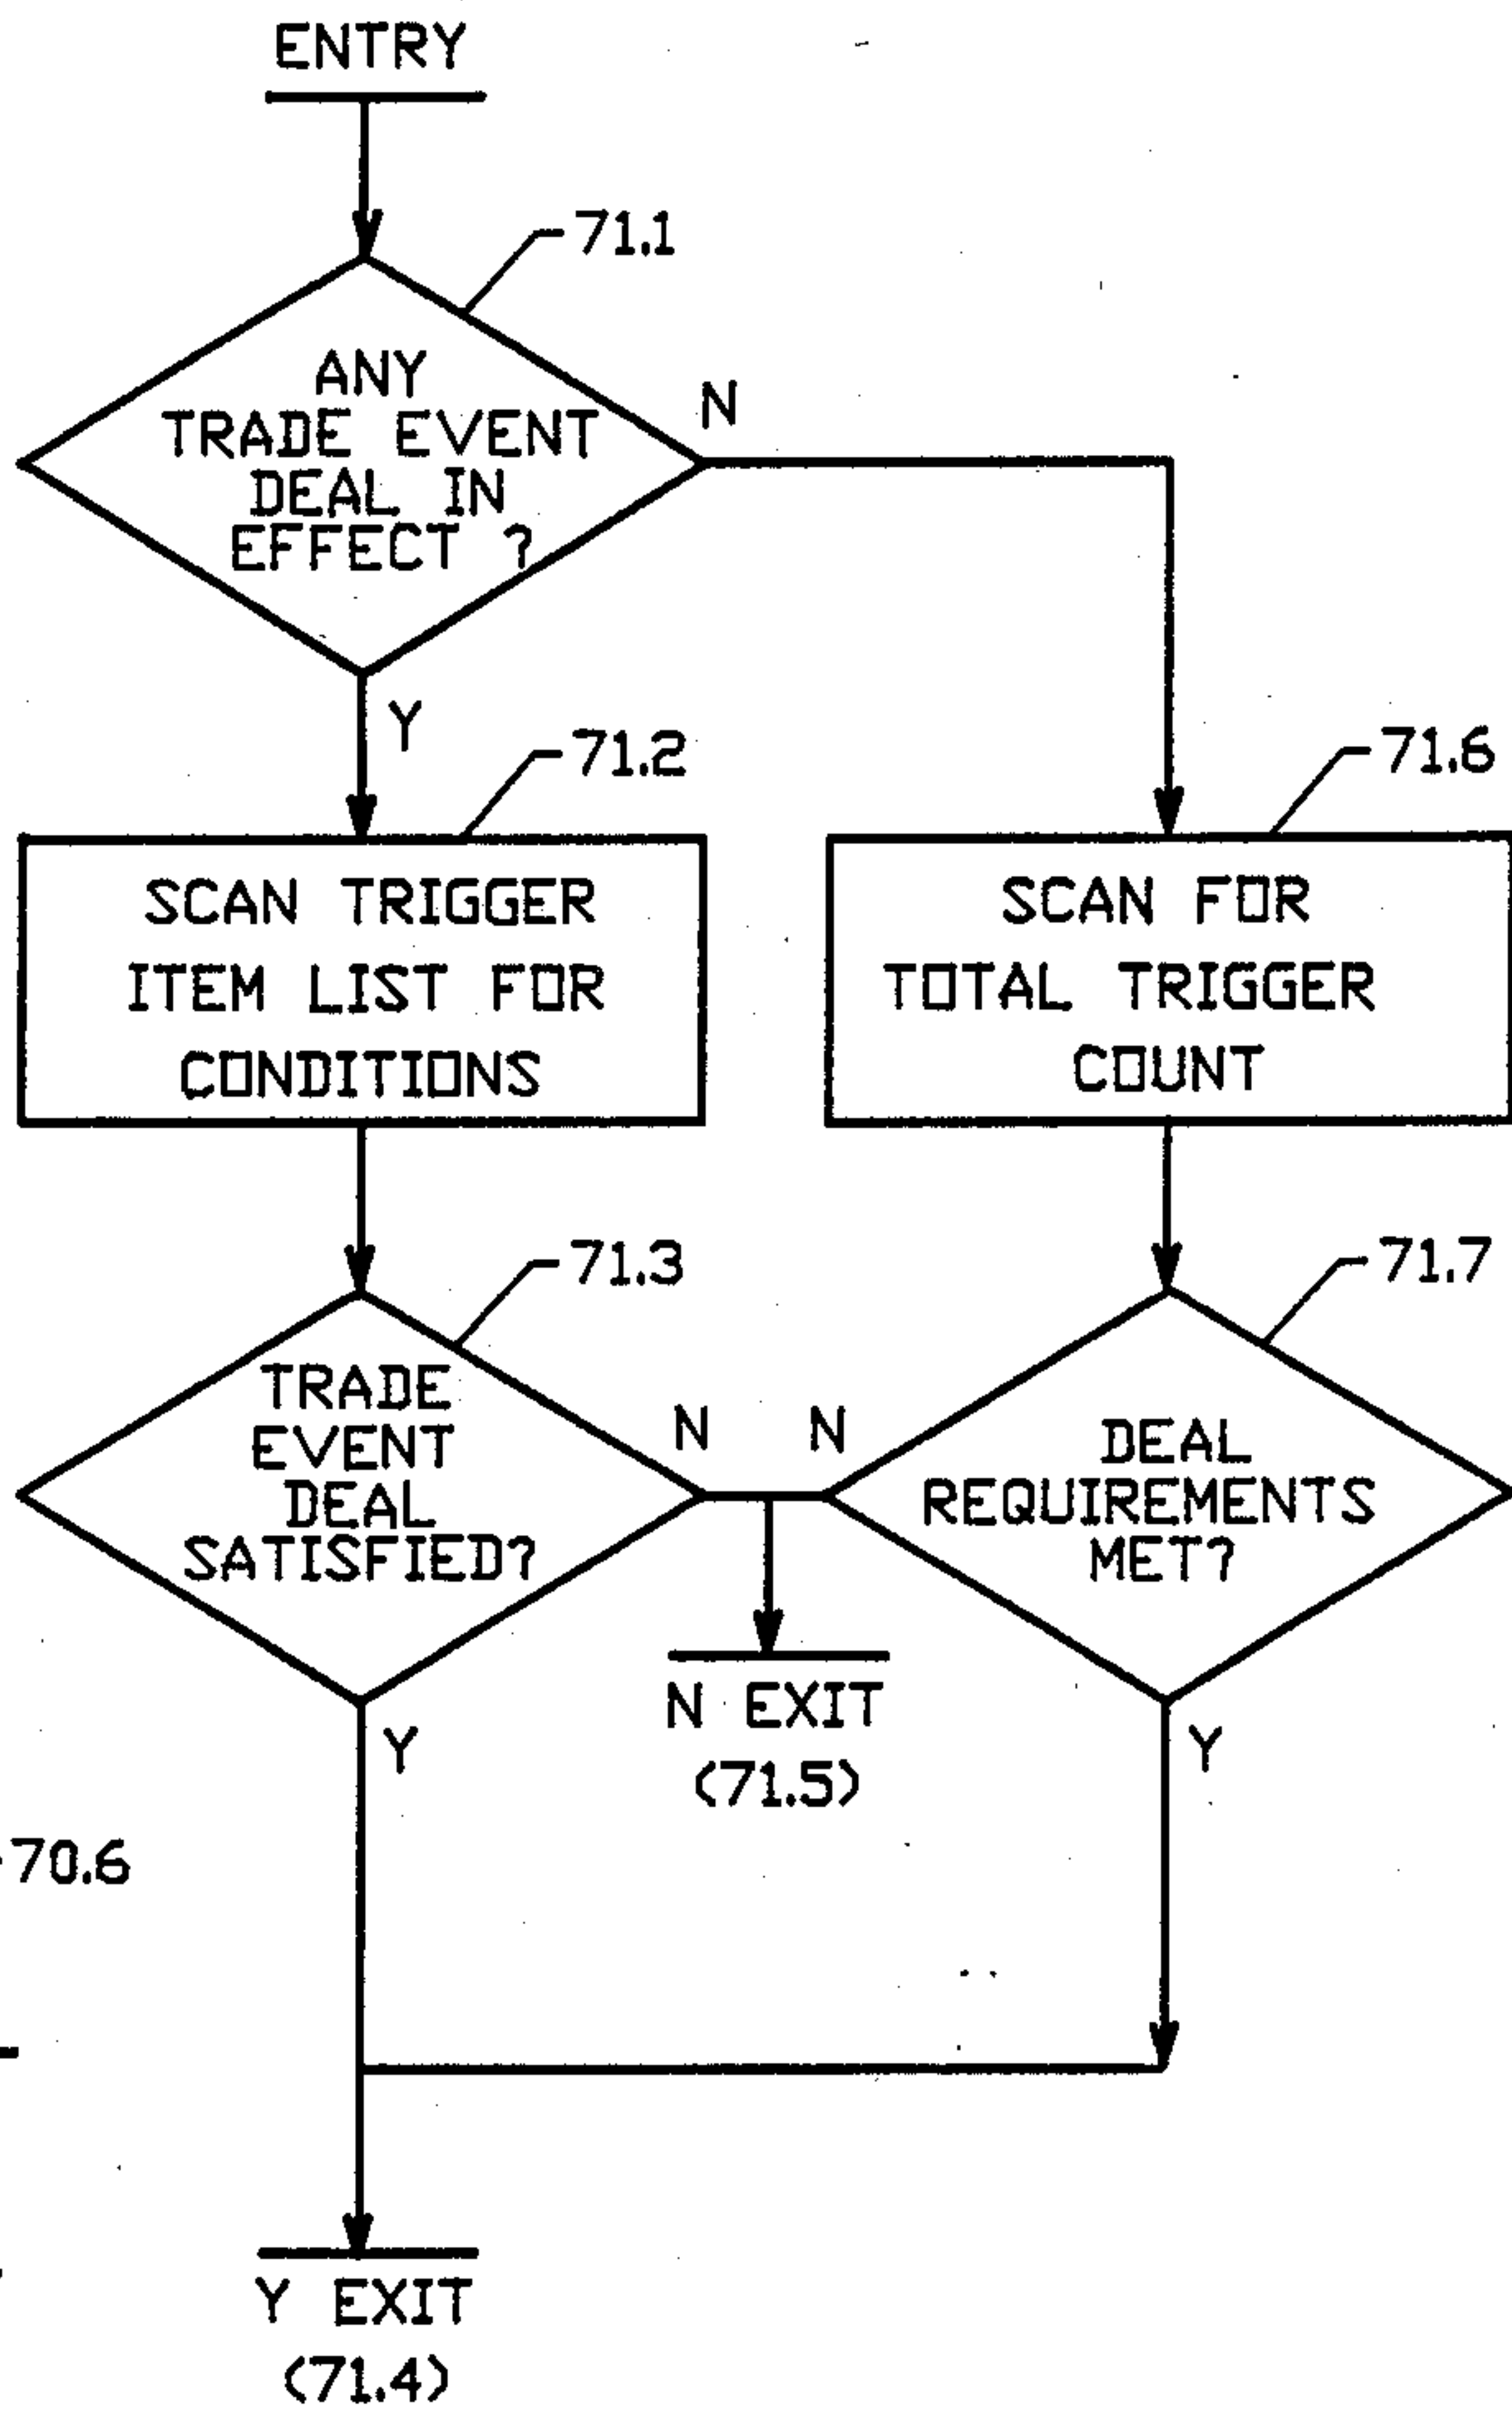 ENTRY
71.1
ANY
TRADE EVENT
DEAL IN
EFFECT ?
N
Y
71.2
SCAN TRIGGER
ITEM LIST FOR
CONDITIONS
71.6
SCAN FOR
TOTAL TRIGGER
COUNT
71.3
TRADE
EVENT
DEAL
SATISFIED?
N
N
71.7
DEAL
REQUIREMENTS
MET?
N EXIT
(71.5)
Y
Y
70.6
Y EXIT
(71.4)